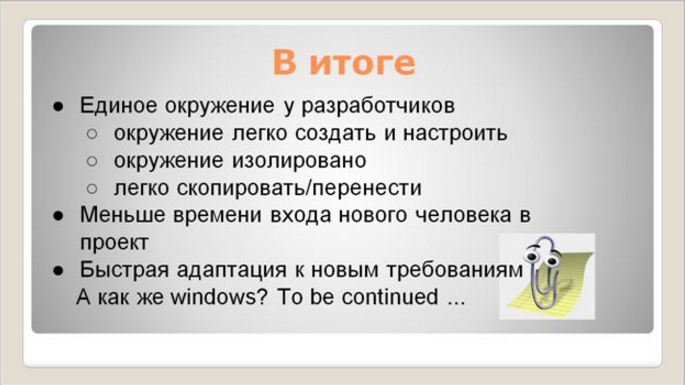 В итоге
● Единое окружение у разработчиков
○ окружение легко создать и настроить
○ окружение изолировано
○ легко скопировать/перенести
● Меньше времени входа нового человека в
проект
● Быстрая адаптация к новым требованиям
А как же windows? To be continued ...